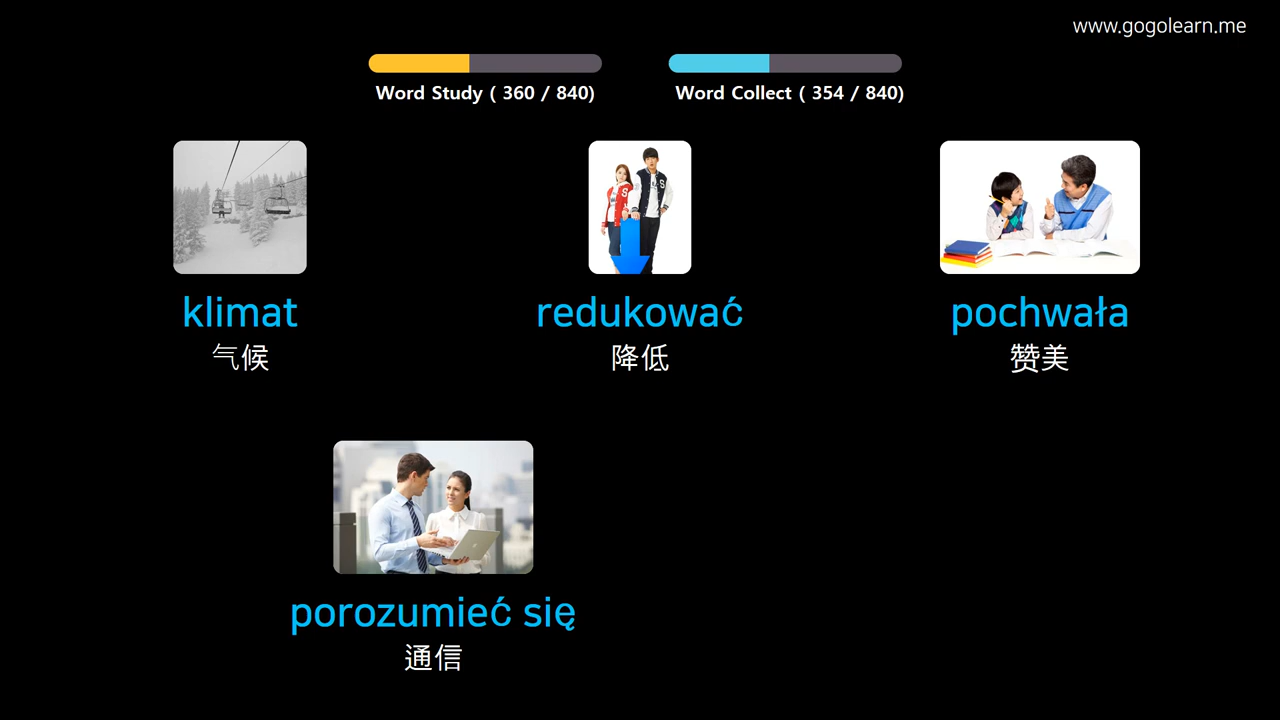 www.gogolearn.me
Word Study ( 360 / 840)
Word Collect ( 354 / 840)
klimat
气候
redukować
降低
pochwała
赞美
porozumieć się
通信